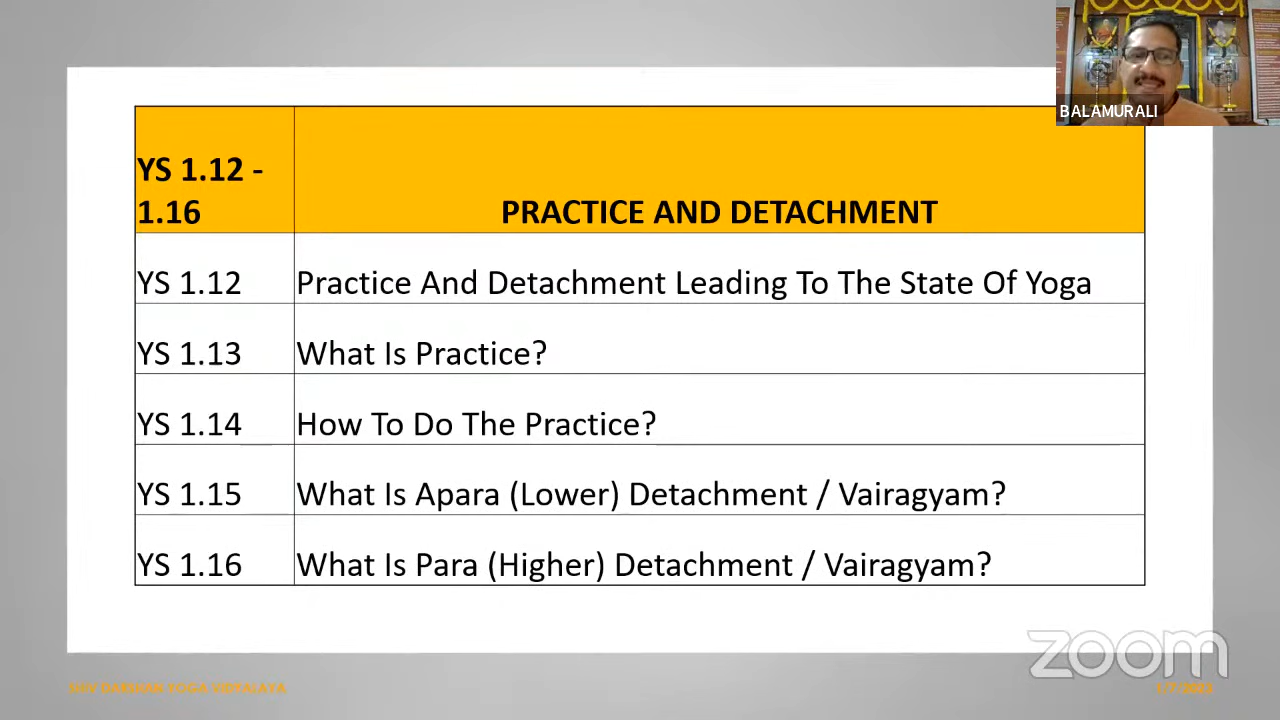 BALAMURALI
YS 1.12 -
1.16
PRACTICE AND DETACHMENT
YS 1.12 Practice And Detachment Leading To The State Of Yoga
YS 1.13 What Is Practice?
YS 1.14 How To Do The Practice?
YS 1.15 What Is Apara (Lower) Detachment / Vairagyam?
YS 1.16 What Is Para (Higher) Detachment / Vairagyam?
zoom
YOGA VIDYALAYA